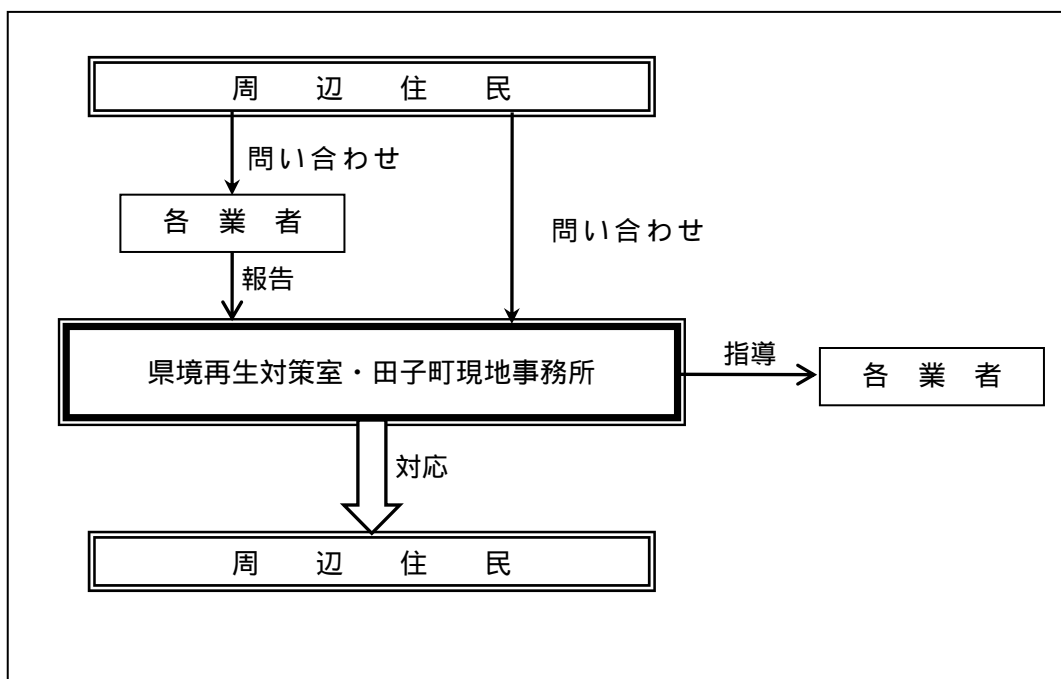 周辺住民
問い合わせ
各業者
問い合わせ
報告
県境再生対策室・田子町現地事務所
指導
各業者
対応
周辺住民